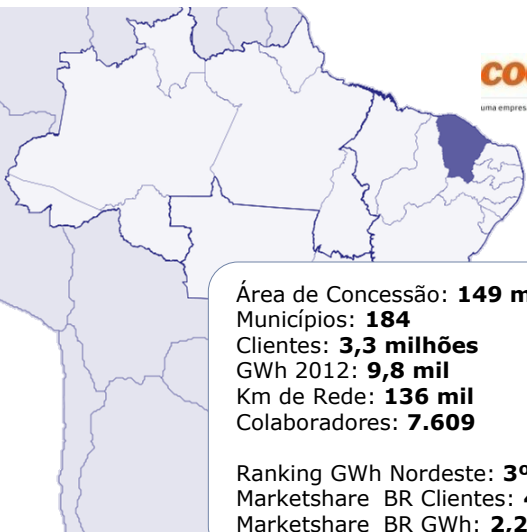 uma empres
Área de Concessão: 149 m
Municípios: 184
Clientes: 3,3 milhões
GWh 2012: 9,8 mil
Km de Rede: 136 mil
Colaboradores: 7.609
Ranking GWh Nordeste: 3º
Marketshare BR Clientes:
Marketshare BR GWh: 2,2